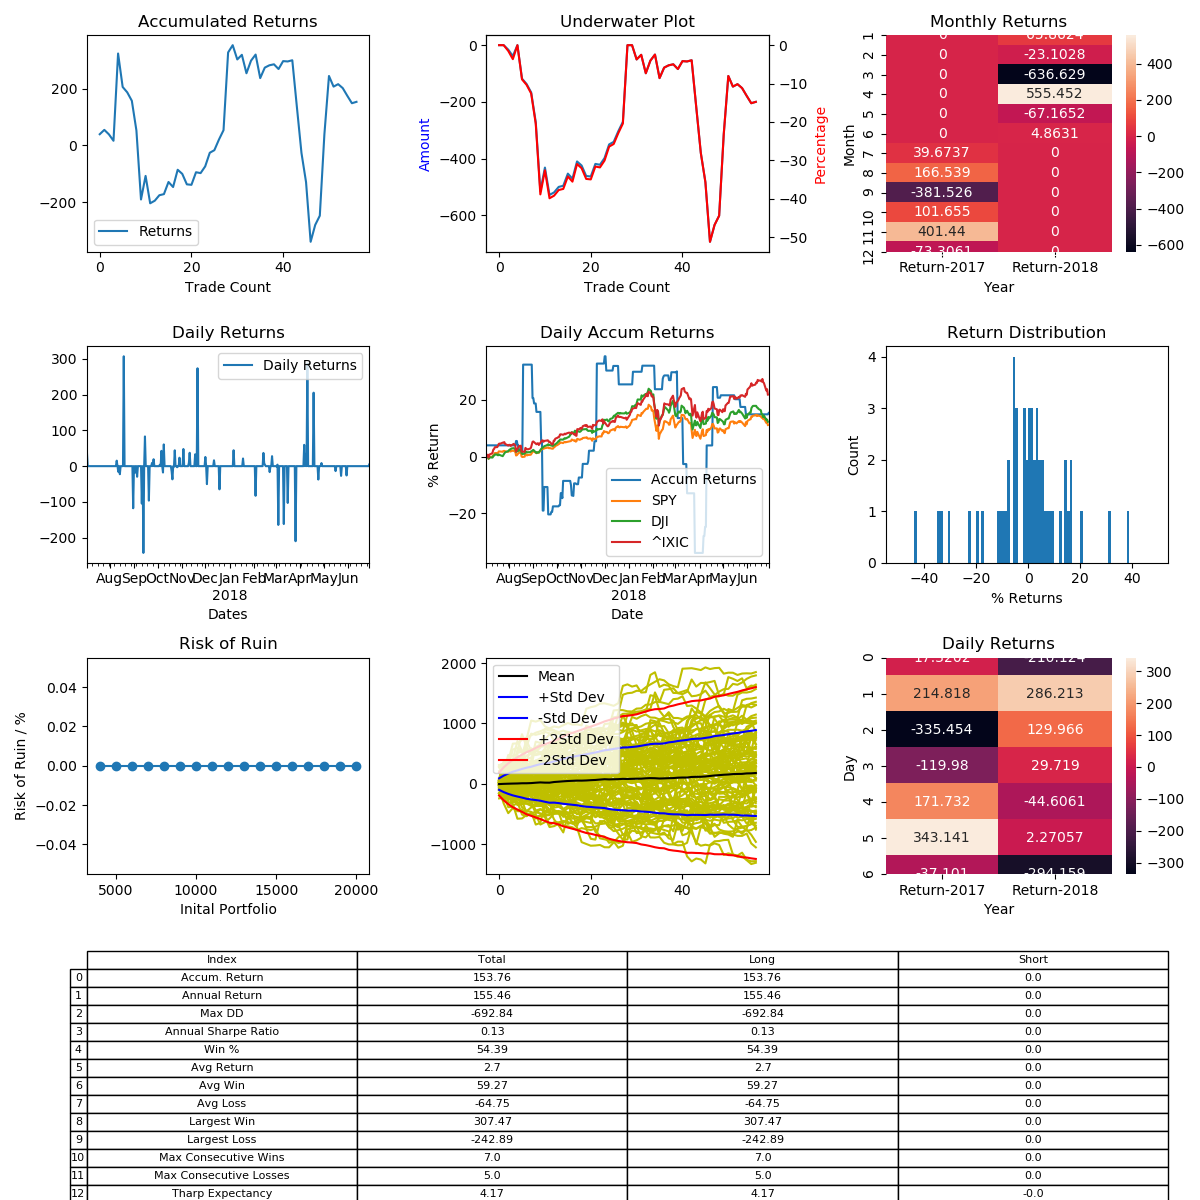 Accumulated Returns
200
0
−200
Returns
0 20 40
Trade Count
Underwater Plot
0
−200
−400
−600
Amount
0
−10
−20
−30
−40
−50
Percentage
0 20 40
Trade Count
Monthly Returns
Month
1 0
2 0 -23.1028
3 0 -636.629
4 0 555.452
5 0 -67.1652
6 0 4.8631
7 39.6737 0
8 166.539 0
9 -381.526 0
10 101.655 0
11 401.44 0
12 -73.3061 0
Return-2017 Return-2018
Year
400
200
0
−200
−400
−600
Daily Returns
300
200
100
0
−100
−200
Daily Returns
Aug Sep Oct Nov Dec Jan Feb Mar Apr May Jun
2018
Dates
Daily Accum Returns
% Return
20
0
−20
Accum Returns
SPY
DJI
^IXIC
Aug Sep Oct Nov Dec Jan Feb Mar Apr May Jun
2018
Date
Return Distribution
Count
4
3
2
1
0
−40 −20 0 20 40
% Returns
Risk of Ruin
Risk of Ruin / %
0.04
0.02
0.00
−0.02
−0.04
5000 10000 15000 20000
Inital Portfolio
2000
1000
0
−1000
Mean
+Std Dev
-Std Dev
+2Std Dev
-2Std Dev
0 20 40
Daily Returns
Day
0
1 214.818 286.213
2 -335.454 129.966
3 -119.98 29.719
4 171.732 -44.6061
5 343.141 2.27057
6 -37.101 -294.159
Return-2017 Return-2018
Year
300
200
100
0
−100
−200
−300
Index Total Long Short
0 Accum. Return 153.76 153.76 0.0
1 Annual Return 155.46 155.46 0.0
2 Max DD -692.84 -692.84 0.0
3 Annual Sharpe Ratio 0.13 0.13 0.0
4 Win % 54.39 54.39 0.0
5 Avg Return 2.7 2.7 0.0
6 Avg Win 59.27 59.27 0.0
7 Avg Loss -64.75 -64.75 0.0
8 Largest Win 307.47 307.47 0.0
9 Largest Loss -242.89 -242.89 0.0
10 Max Consecutive Wins 7.0 7.0 0.0
11 Max Consecutive Losses 5.0 5.0 0.0
12 Tharp Expectancy 4.17 4.17 -0.0